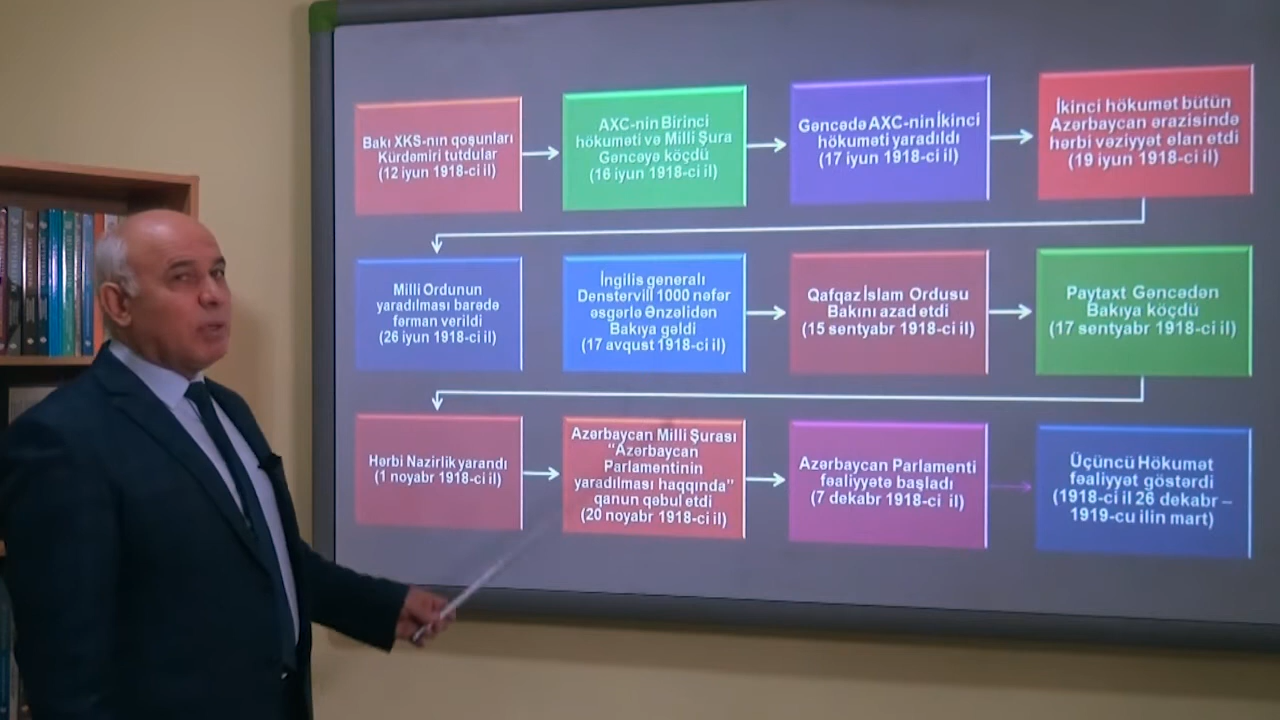 Bakı XKS-nın qoşunları
Kürdəmiri tutdular
(12 iyun 1918-ci il)
AXC-nin Birinci
hökuməti və Milli Şura
Gəncəyə köçdü
(16 iyun 1918-ci il)
Gəncədə AXC-nin İkinci
hökuməti yaradıldı
(17 iyun 1918-ci il)
İkinci hökumət bütün
Azərbaycan ərazisində
hərbi vəziyyət elan etdi
(19 iyun 1918-ci il)
Milli Ordunun
yaradılması barədə
fərman verildi
(26 iyun 1918-ci il)
İngilis generalı
Denstervill 1000 nəfər
əsgərlə Ənzəlidən
Bakıya gəldi
(17 avqust 1918-ci il)
Qafqaz İslam Ordusu
Bakını azad etdi
(15 sentyabr 1918-ci il)
Paytaxt Gəncədən
Bakıya köçdü
(17 sentyabr 1918-ci il)
Hərbi Nazirlik yarandı
(1 noyabr 1918-ci il)
Azərbaycan Milli Şurası
"Azərbaycan
Parlamentinin
yaradılması haqqında"
qanun qəbul etdi
(20 noyabr 1918-ci il)
Azərbaycan Parlamenti
fəaliyyətə başladı
(7 dekabr 1918-ci il)
Üçüncü Hökumət
fəaliyyət göstərdi
(1918-ci il 26 dekabr –
1919-cu ilin mart)